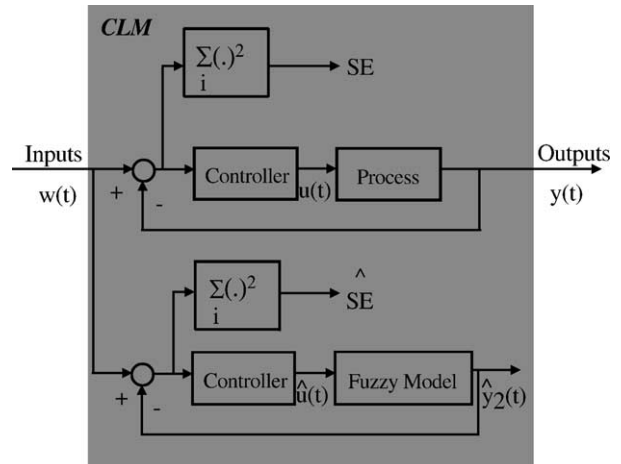 CLM
Σ(.)²
i
SE
Inputs
w(t)
+
-
Controller
u(t)
Process
Outputs
y(t)
Σ(.)²
i
^
SE
+
-
Controller
û(t)
Fuzzy Model
ŷ₂(t)